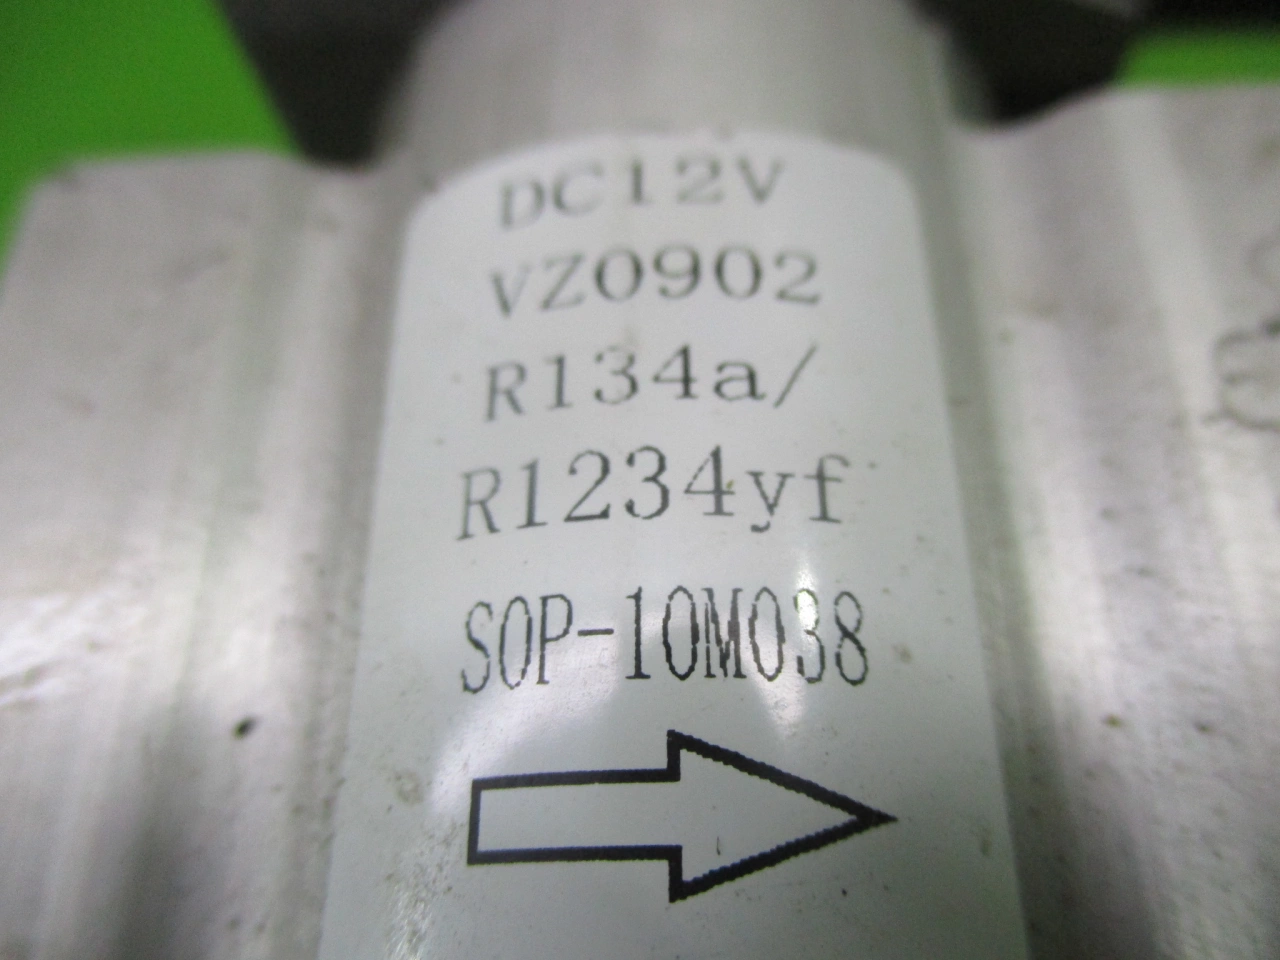 DC12V
VZ0902
R134a/
R1234yf
SOP-10M038